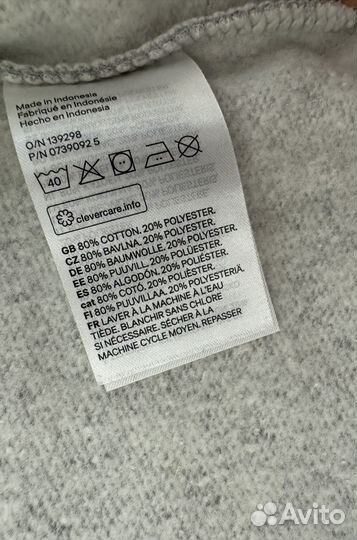 Made in Indonesia
Fabriqué en Indonésie
Hecho en Indonesia
O/N 139298
P/N 0739092 5
40
clevercare.info
GB 80% COTTON. 20% POLYESTER.
CZ 80% BAVLNA. 20% POLYESTER.
DE 80% BAUMWOLLE. 20% POLYESTER.
EE 80% PUUVILL. 20% POLÜESTER.
ES 80% ALGODÓN. 20% POLIÉSTER.
cat 80% COTÓ. 20% POLIÈSTER.
FI 80% PUUVILLAA. 20% POLYESTERIÄ.
FR LAVER À LA MACHINE À L'EAU
TIÈDE, BLANCHIR SANS CHLORE
SI NÉCESSAIRE. SÉCHER EN
MACHINE CYCLE MOYEN. REPASSER
Avito